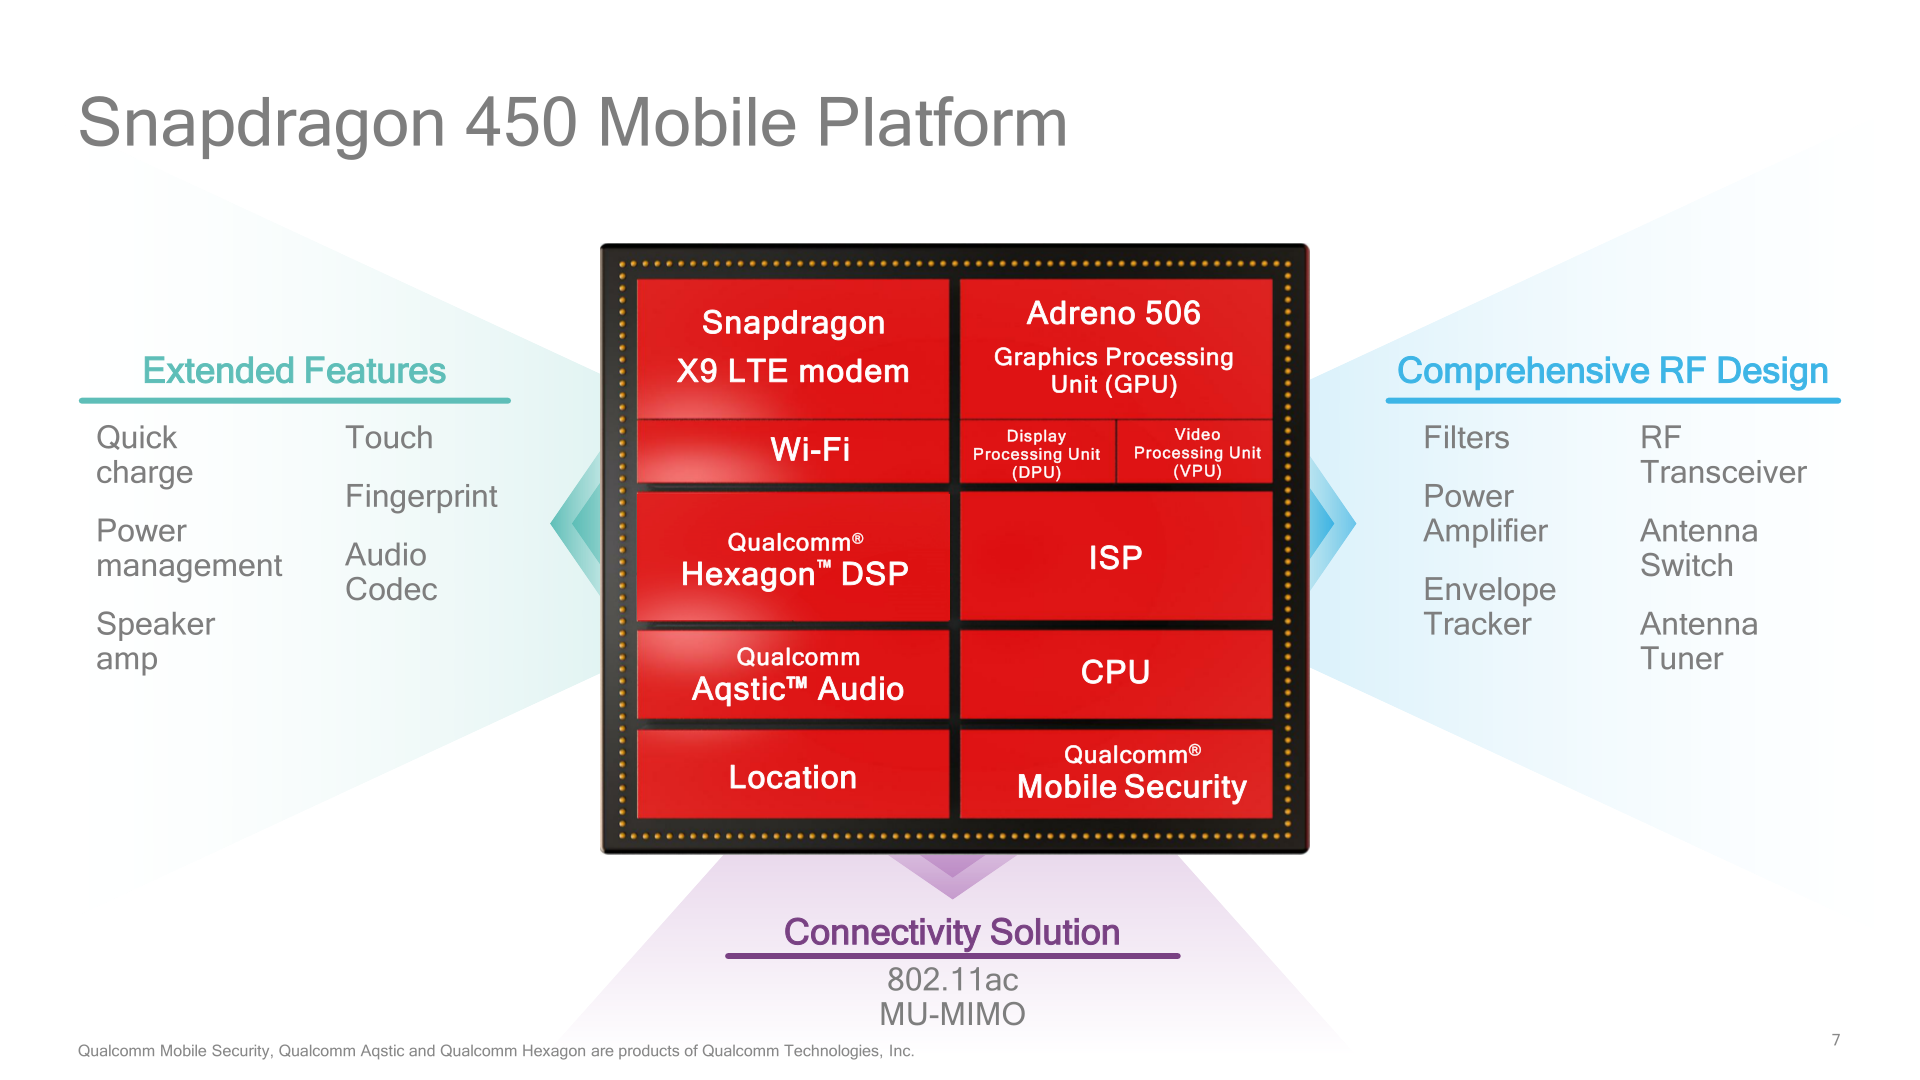 Snapdragon 450 Mobile Platform
Extended Features
Quick
charge
Power
management
Speaker
amp
Touch
Fingerprint
Audio
Codec
Snapdragon
X9 LTE modem
Wi-Fi
Qualcomm®
Hexagon™ DSP
Qualcomm
Aqstic™ Audio
Location
Adreno 506
Graphics Processing
Unit (GPU)
Display
Processing Unit
(DPU)
Video
Processing Unit
(VPU)
ISP
CPU
Qualcomm®
Mobile Security
Comprehensive RF Design
Filters
Power
Amplifier
Envelope
Tracker
RF
Transceiver
Antenna
Switch
Antenna
Tuner
Connectivity Solution
802.11ac
MU-MIMO
Qualcomm Mobile Security, Qualcomm Aqstic and Qualcomm Hexagon are products of Qualcomm Technologies, Inc.
7